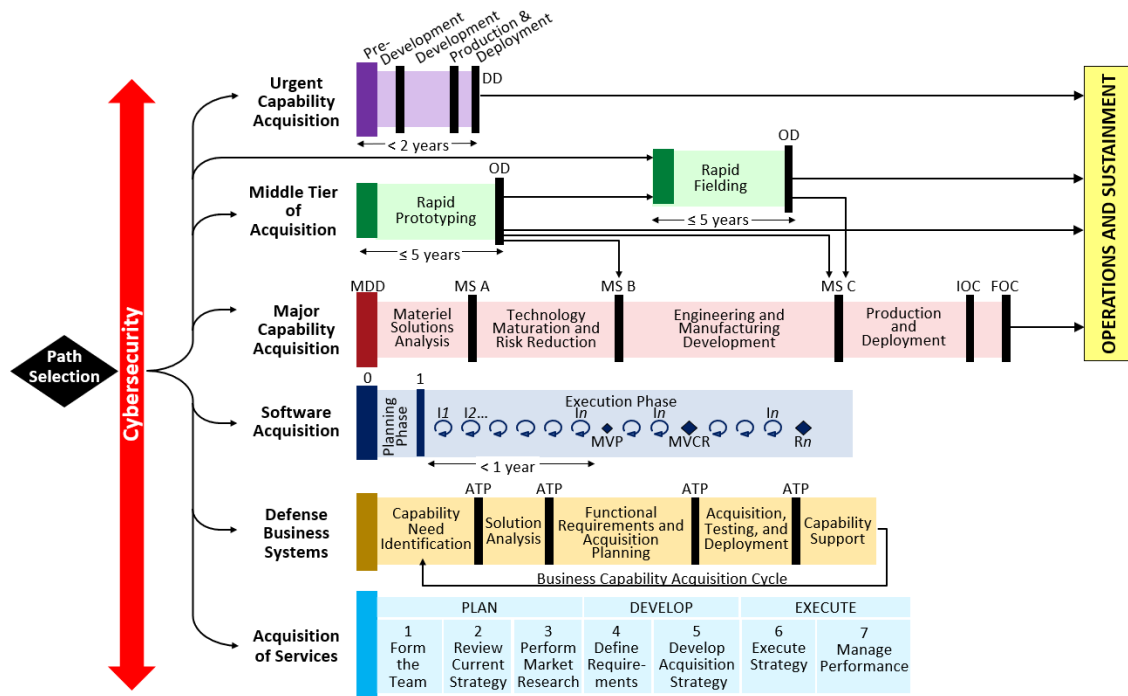 Pre-
Development
Development
Production &
Deployment
DD
Urgent
Capability
Acquisition
< 2 years
OD
Rapid
Fielding
≤ 5 years
OD
Middle Tier
of
Acquisition
Rapid
Prototyping
≤ 5 years
MDD
MS A
MS B
MS C
IOC
FOC
Major
Capability
Acquisition
Materiel
Solutions
Analysis
Technology
Maturation and
Risk Reduction
Engineering and
Manufacturing
Development
Production
and
Deployment
OPERATIONS AND SUSTAINMENT
Path
Selection
Cybersecurity
0
1
Software
Acquisition
Planning
Phase
Execution Phase
I1 I2... In In In
MVP MVCR Rn
< 1 year
ATP ATP ATP ATP
Defense
Business
Systems
Capability
Need
Identification
Solution
Analysis
Functional
Requirements and
Acquisition
Planning
Acquisition,
Testing, and
Deployment
Capability
Support
Business Capability Acquisition Cycle
Acquisition
of Services
PLAN DEVELOP EXECUTE
1
Form
the
Team
2
Review
Current
Strategy
3
Perform
Market
Research
4
Define
Require-
ments
5
Develop
Acquisition
Strategy
6
Execute
Strategy
7
Manage
Performance